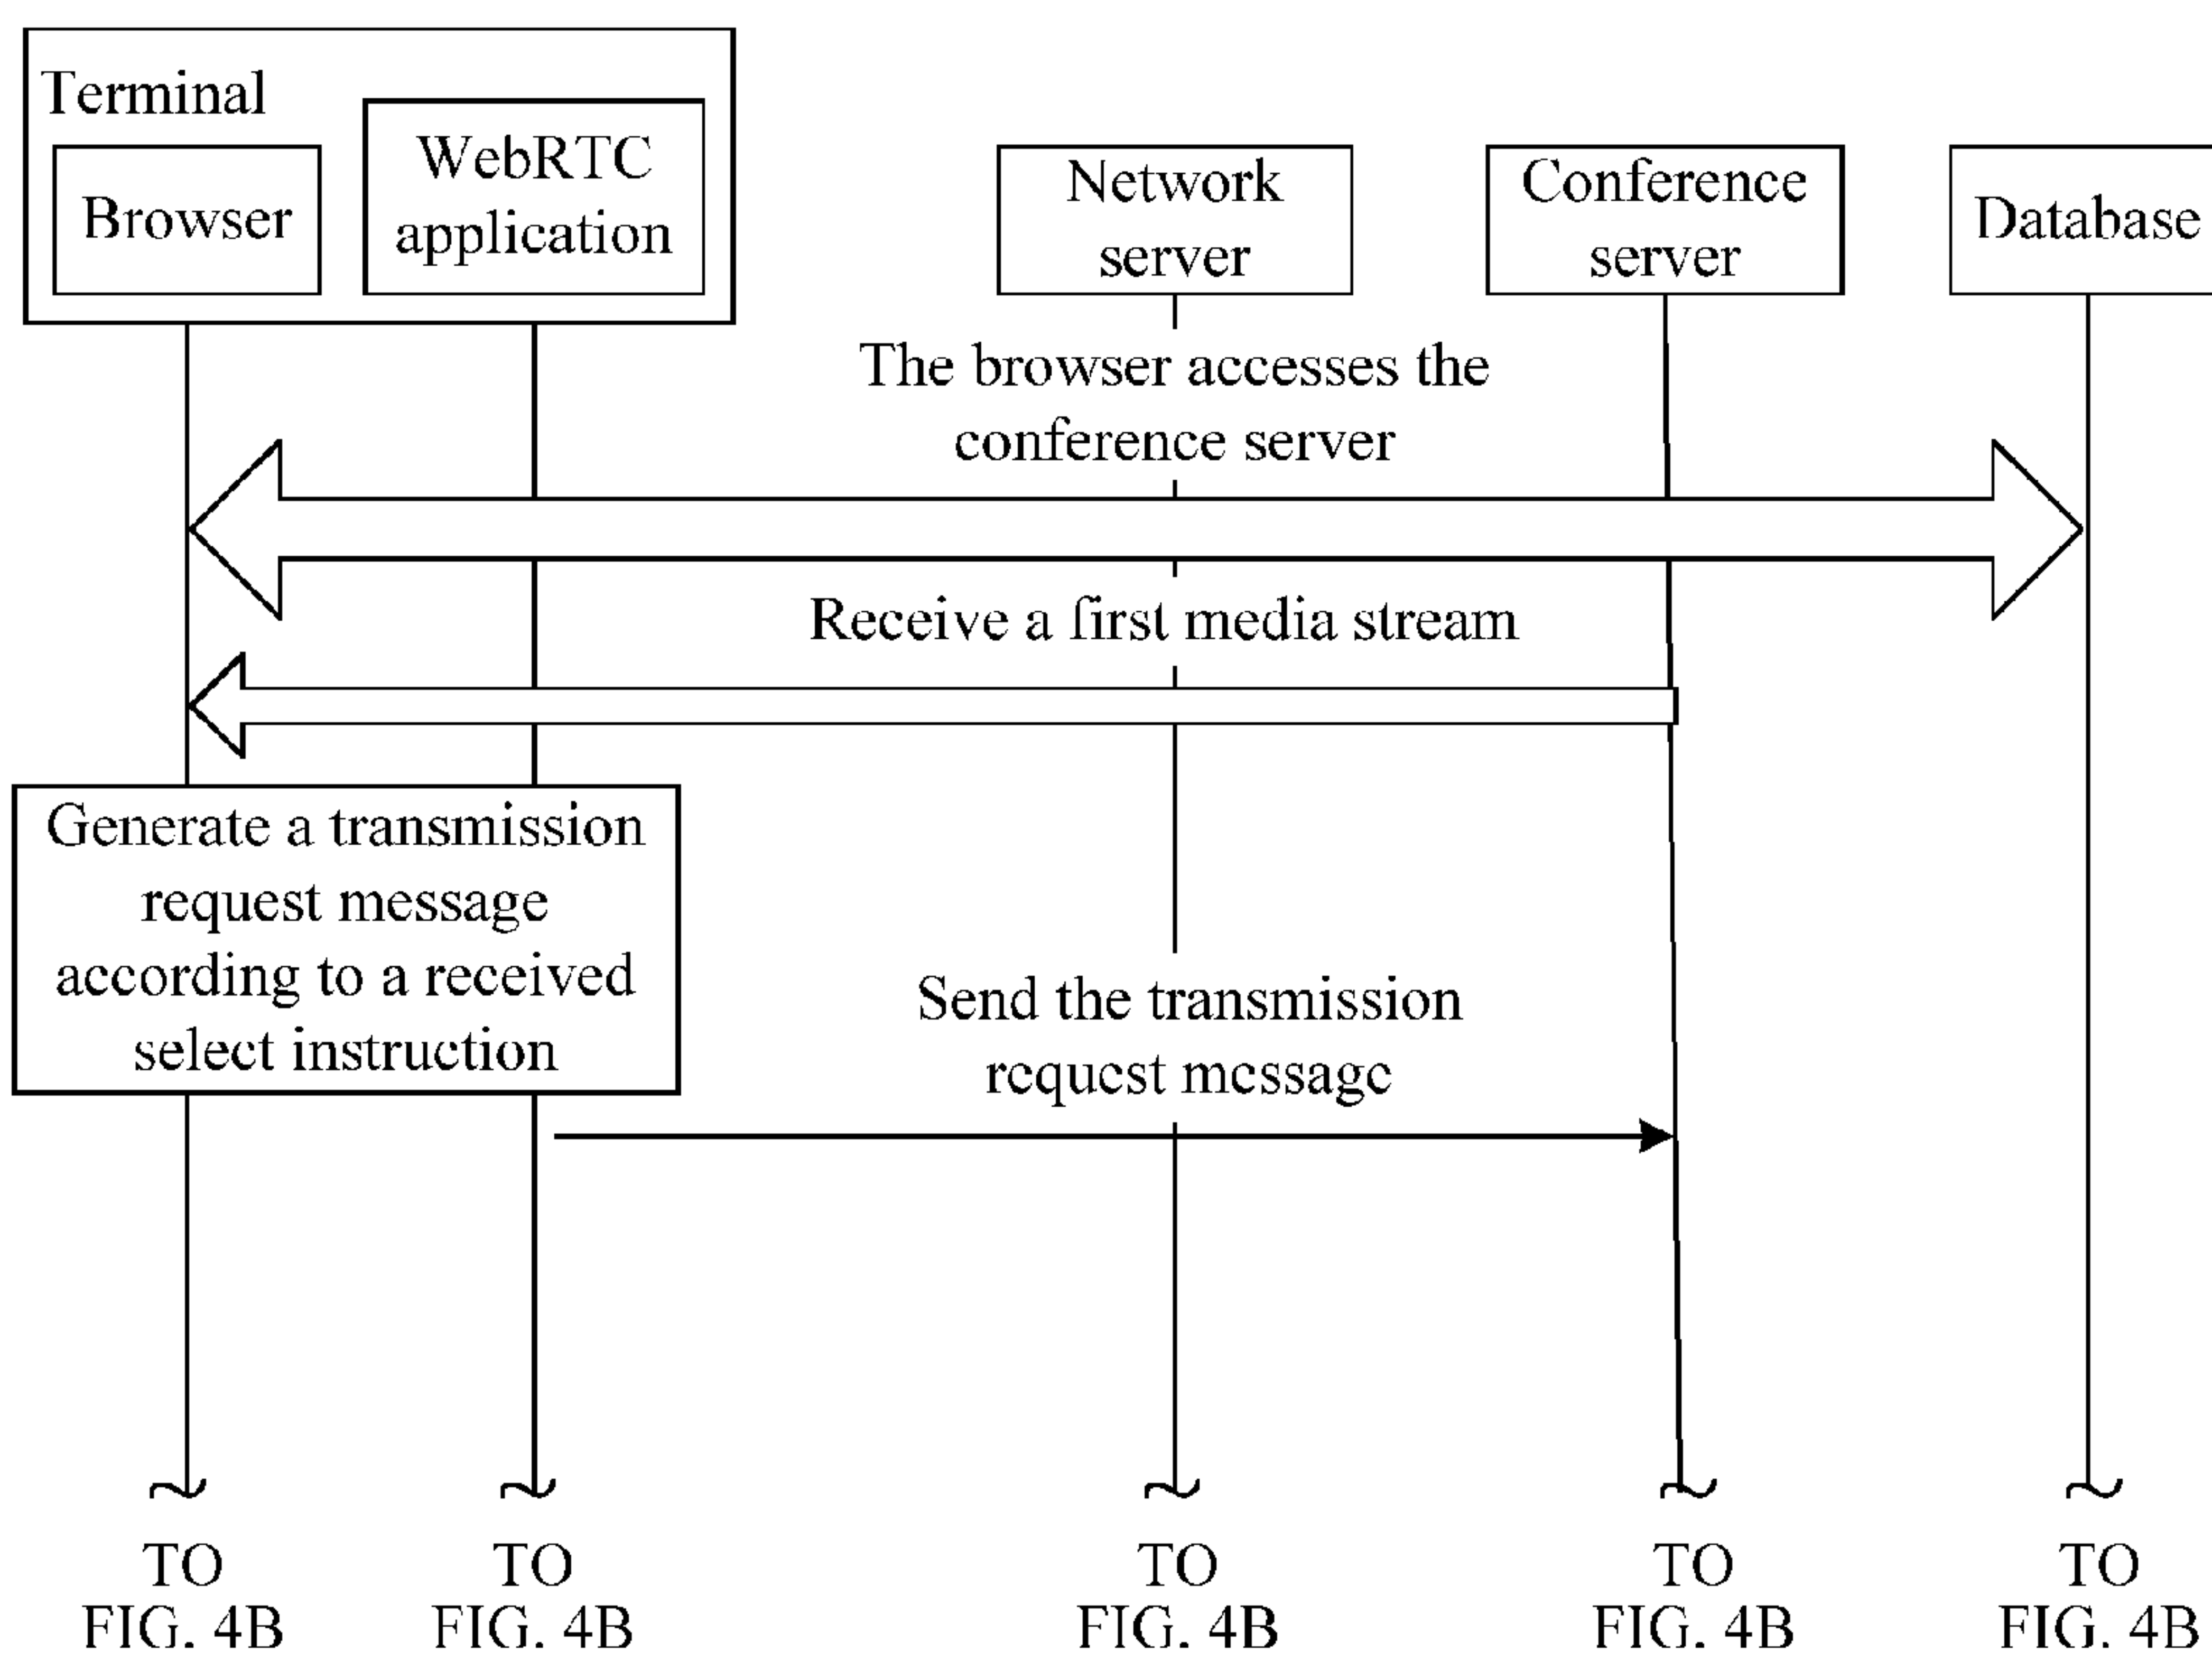 Terminal
Browser
WebRTC
application
Network
server
Conference
server
Database
The browser accesses the
conference server
Receive a first media stream
Generate a transmission
request message
according to a received
select instruction
Send the transmission
request message
TO
FIG. 4B
TO
FIG. 4B
TO
FIG. 4B
TO
FIG. 4B
TO
FIG. 4B